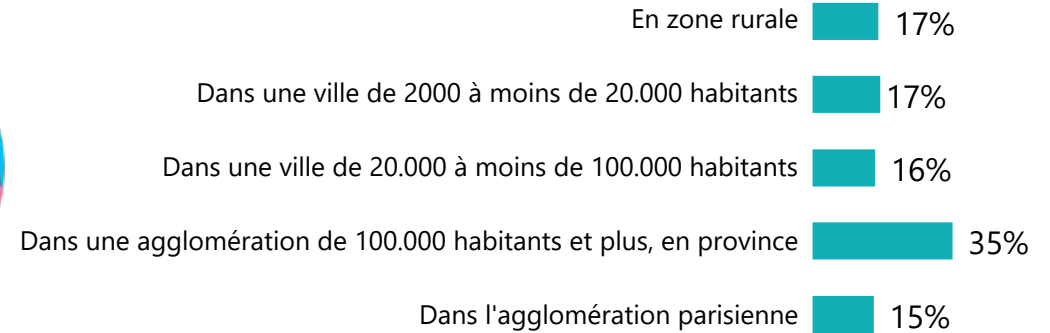 En zone rurale 17%
Dans une ville de 2000 à moins de 20.000 habitants 17%
Dans une ville de 20.000 à moins de 100.000 habitants 16%
Dans une agglomération de 100.000 habitants et plus, en province 35%
Dans l'agglomération parisienne 15%